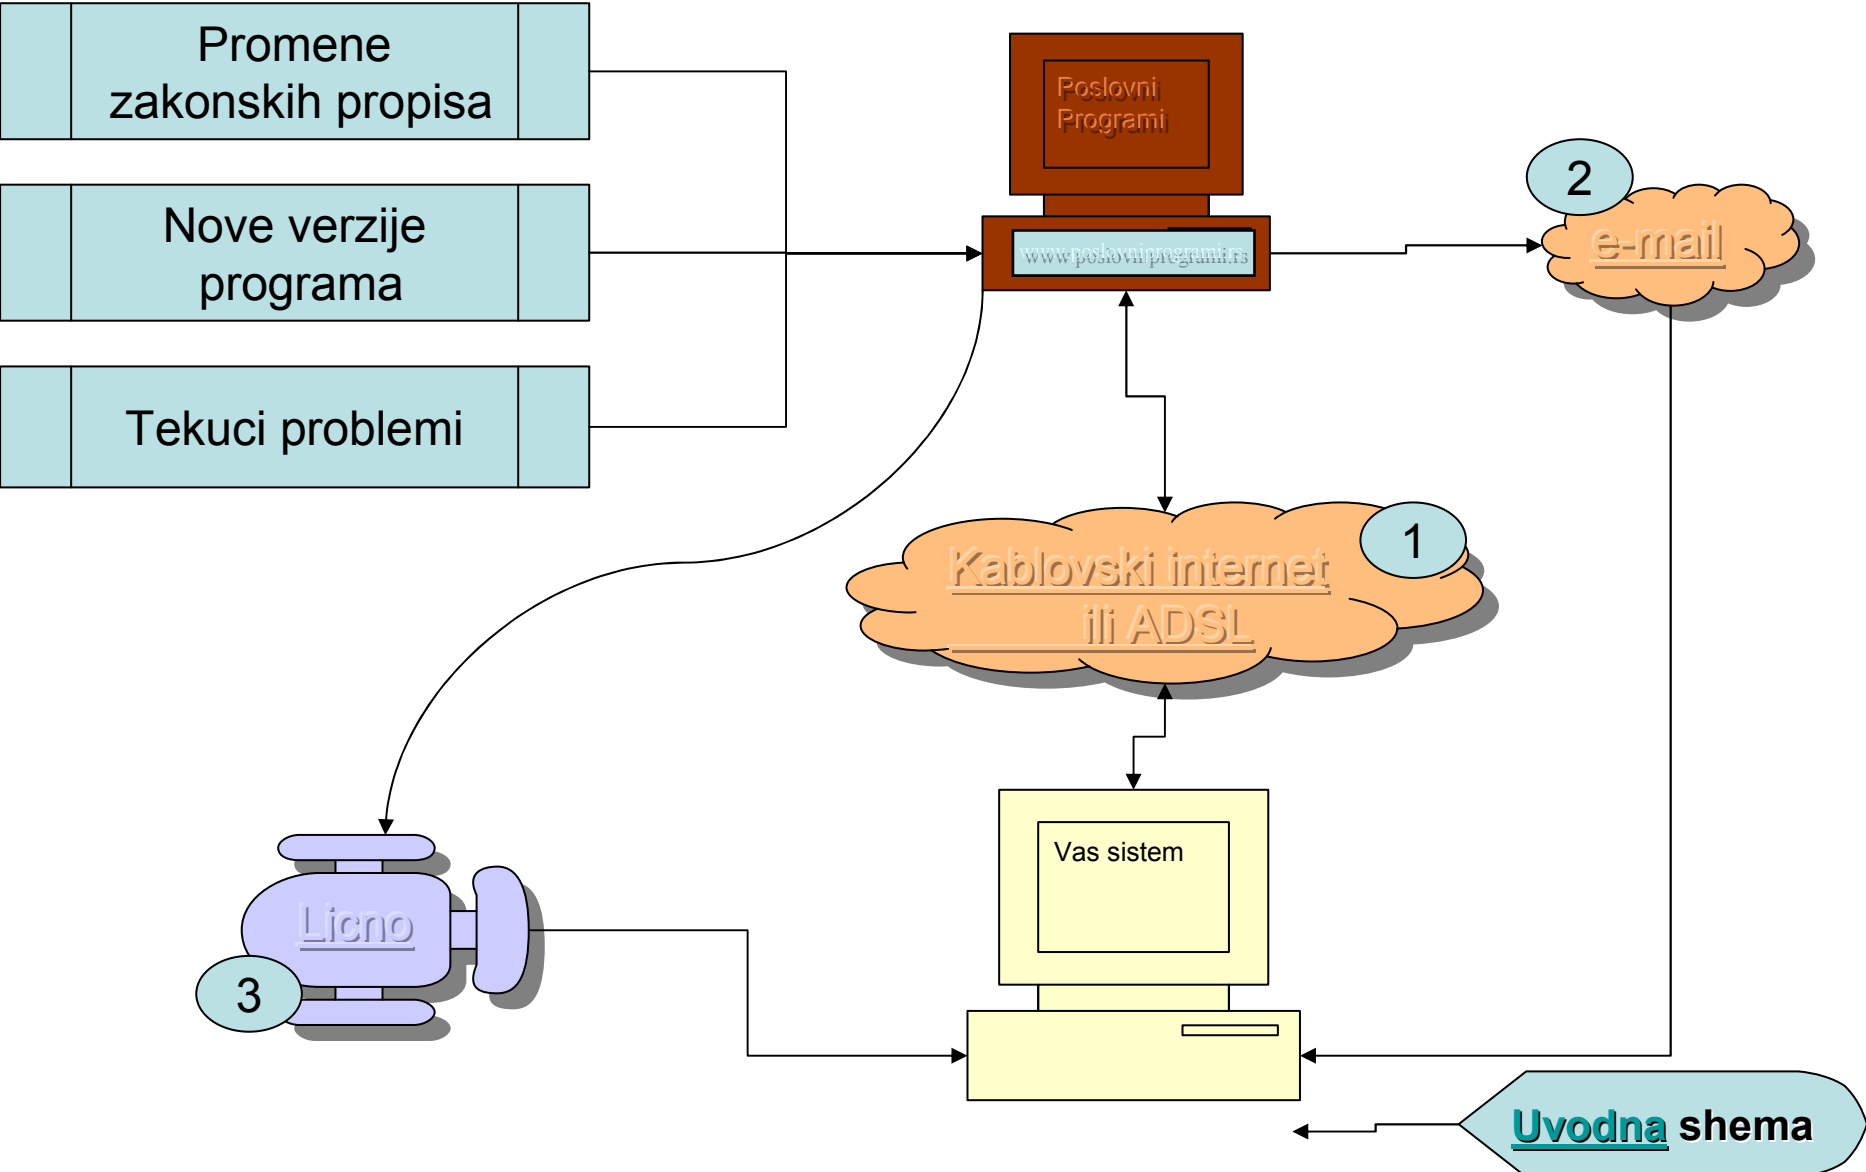 Promene
zakonskih propisa
Nove verzije
programa
Tekuci problemi
Poslovni
Programi
www.poslovniprogrami.rs
2
e-mail
1
Kablovski internet
ili ADSL
Vas sistem
Licno
3
Uvodna shema